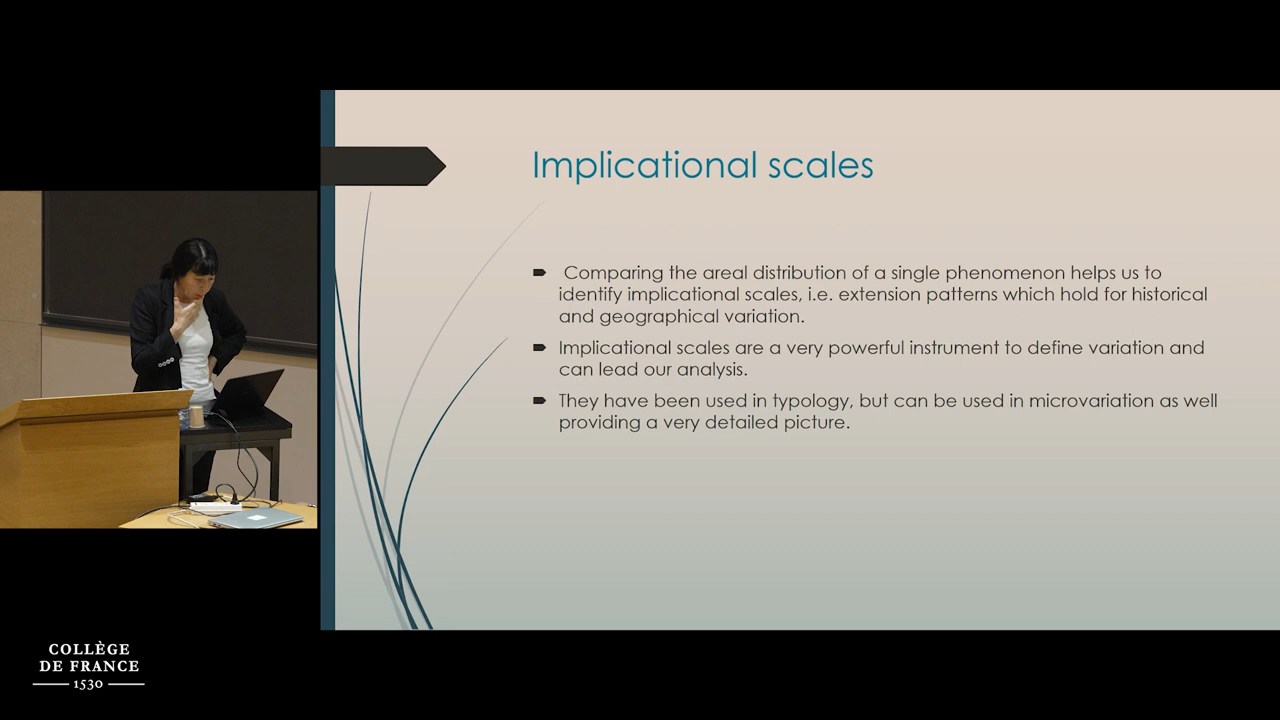 Implicational scales
Comparing the areal distribution of a single phenomenon helps us to
identify implicational scales, i.e. extension patterns which hold for historical
and geographical variation.
Implicational scales are a very powerful instrument to define variation and
can lead our analysis.
They have been used in typology, but can be used in microvariation as well
providing a very detailed picture.
COLLÈGE
DE FRANCE
1530